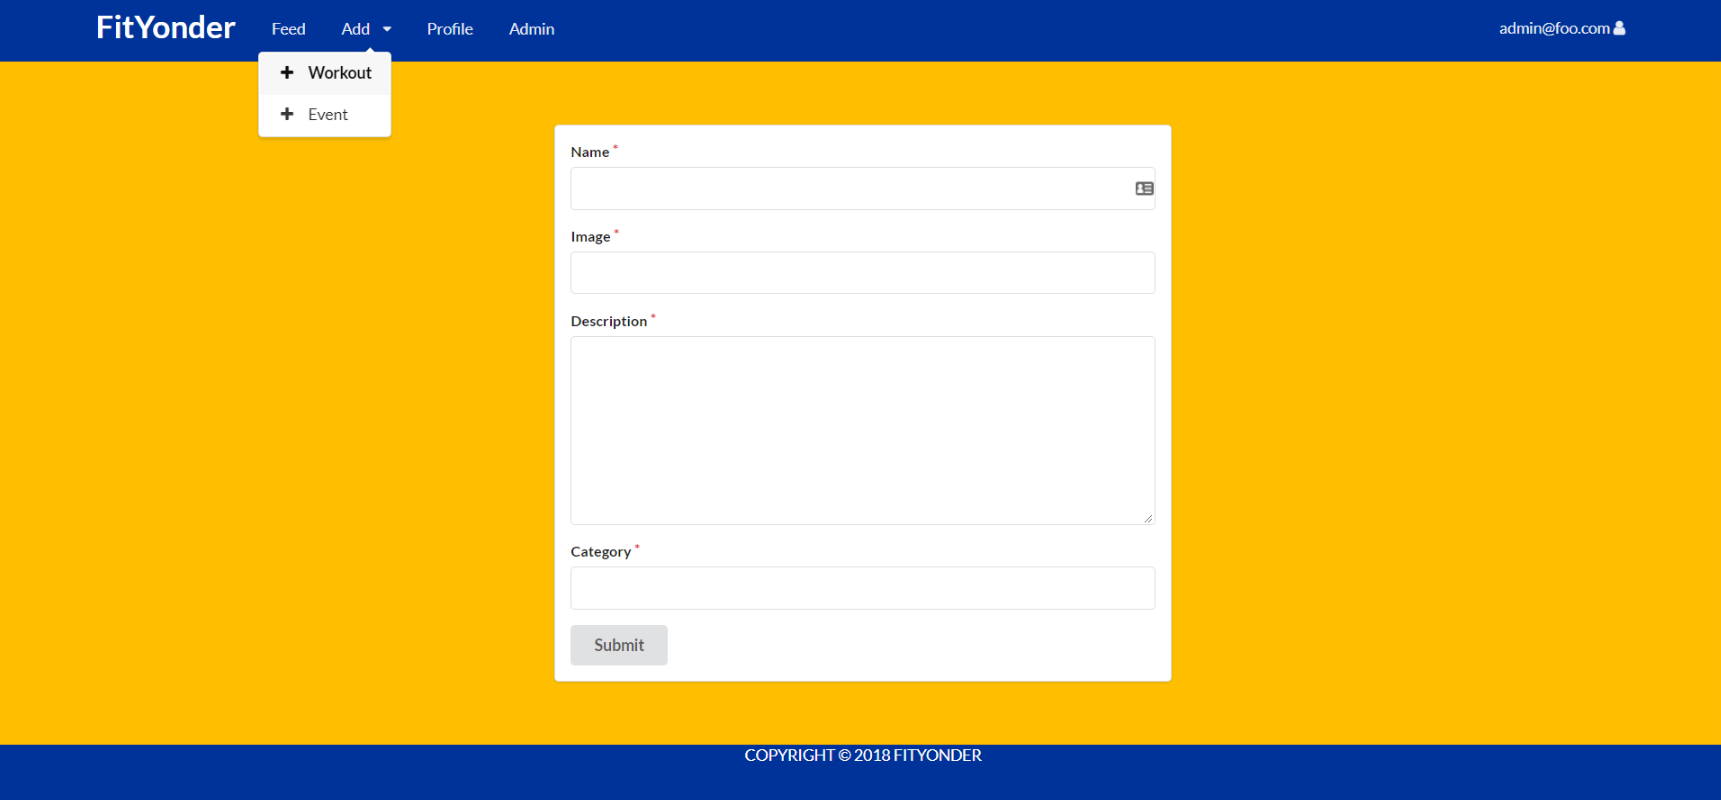 FitYonder Feed Add Profile Admin admin@foo.com
Workout
Event
Name *
Image *
Description *
Category *
Submit
COPYRIGHT © 2018 FITYONDER